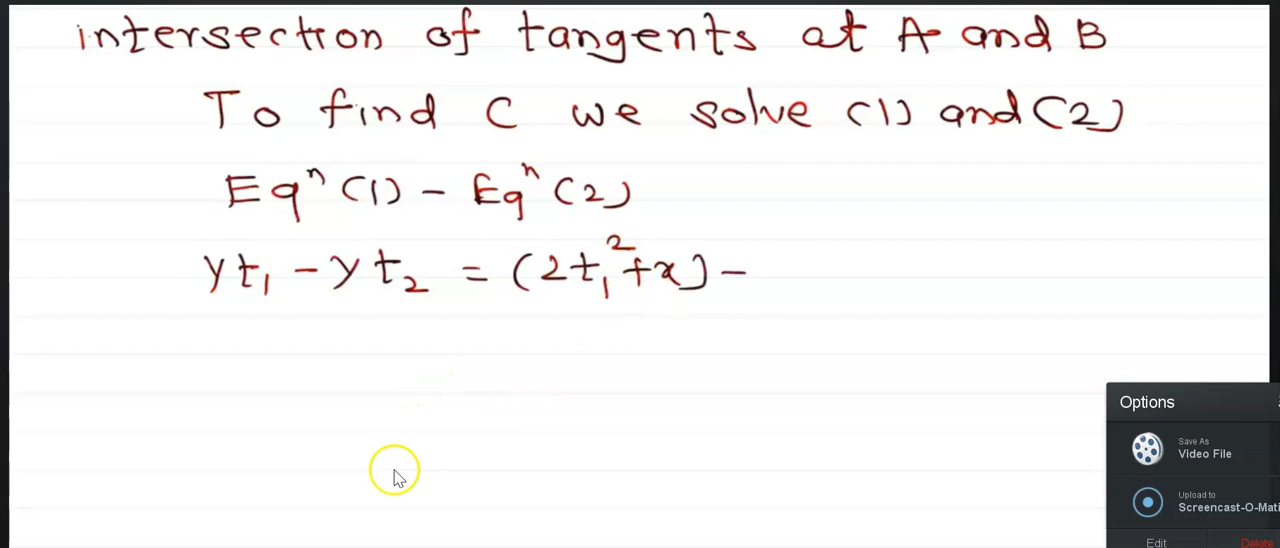 intersection of tangents at A and B
To find C we solve (1) and (2)
Eqⁿ (1) - Eqⁿ (2)
yt₁ - yt₂ = (2t₁²+x) -
Options
Save As
Video File
Upload to
Screencast-O-Mati
Edit
Delete